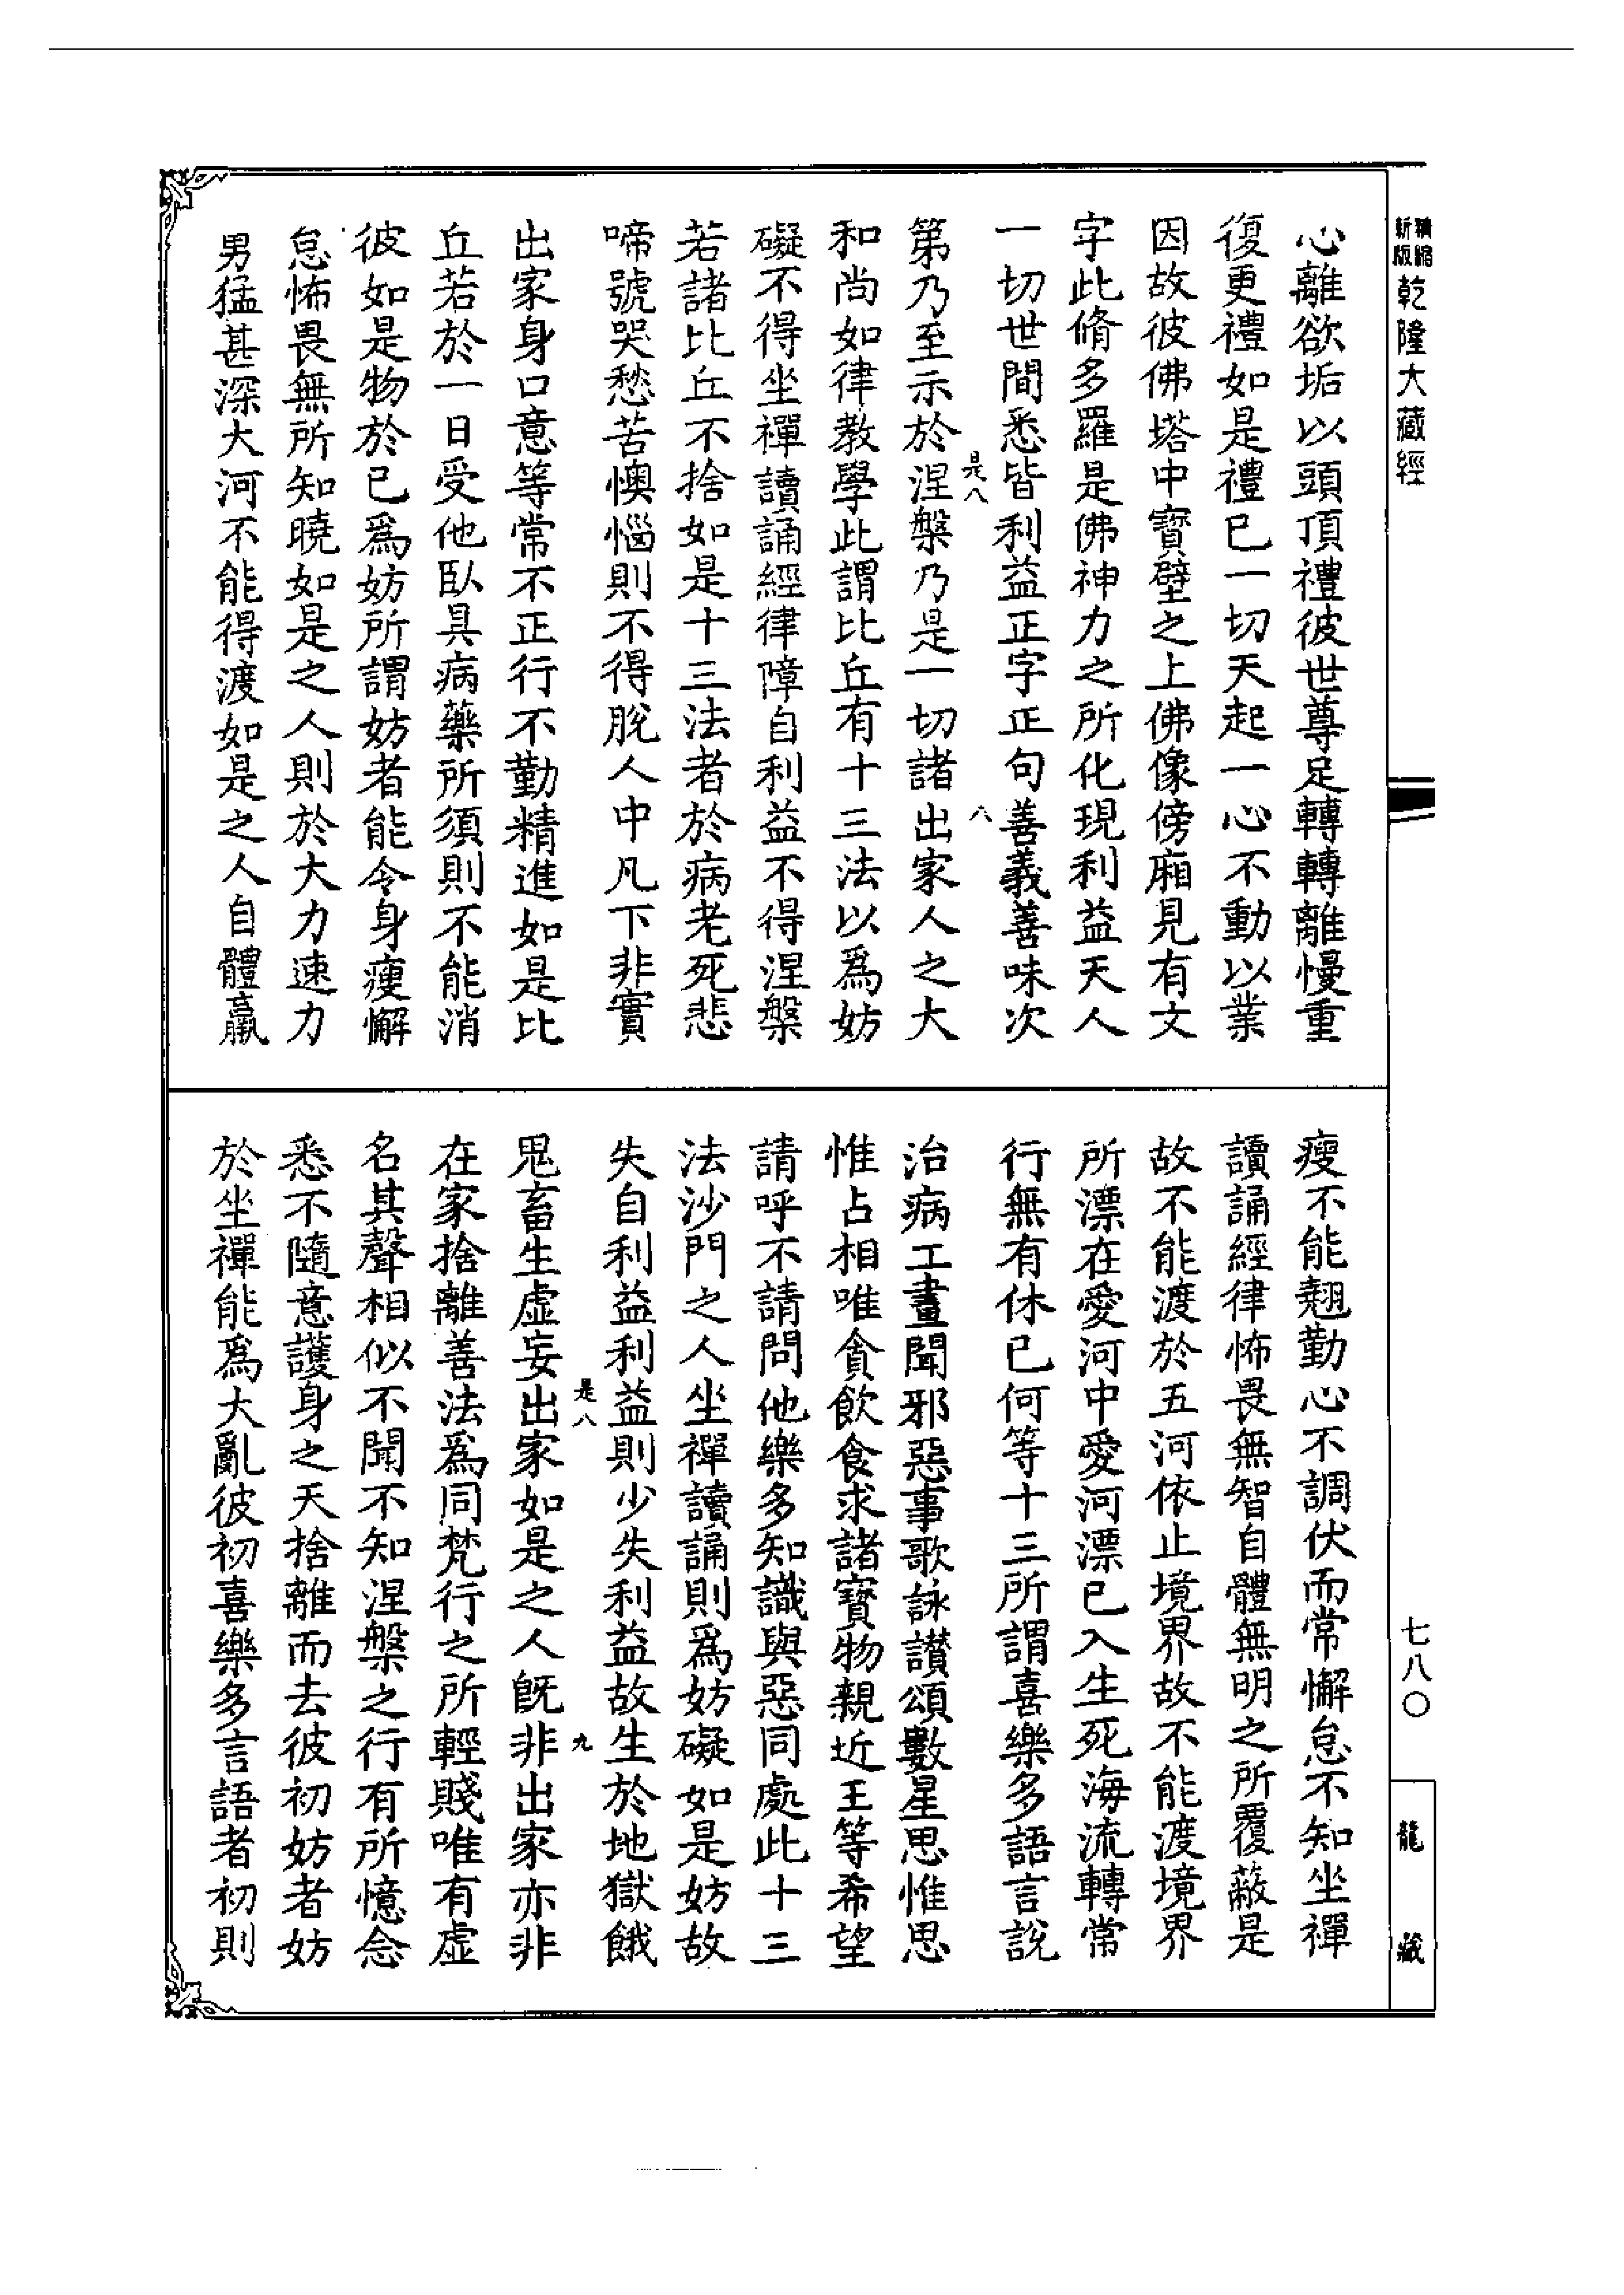 精縮新版乾隆大藏經
心離欲垢以頭頂禮彼世尊足轉轉離慢重
復更禮如是禮已一切天起一心不動以業
因故彼佛塔中寶壁之上佛像傍廂見有文
字此脩多羅是佛神力之所化現利益天人
一切世間悉皆利益正字正句善義善味次
是八 八
第乃至示於涅槃乃是一切諸出家人之大
和尚如律教學此謂比丘有十三法以為妨
礙不得坐禪讀誦經律障自利益不得涅槃
若諸比丘不捨如是十三法者於病老死悲
啼號哭愁苦懊惱則不得脫人中凡下非實
出家身口意等常不正行不勤精進如是比
丘若於一日受他臥具病藥所須則不能消
彼如是物於已為妨所謂妨者能令身瘦懈
怠怖畏無所知曉如是之人則於大力速力
男猛甚深大河不能得渡如是之人自體羸
瘦不能翹勤心不調伏而常懈怠不知坐禪
讀誦經律怖畏無智自體無明之所覆蔽是
故不能渡於五河依止境界故不能渡境界
所漂在愛河中愛河漂已入生死海流轉常
行無有休已何等十三所謂喜樂多語言說
治病工畫聞邪惡事歌詠讚頌數星思惟思
惟占相唯貪飲食求諸寶物親近王等希望
請呼不請問他樂多知識與惡同處此十三
法沙門之人坐禪讀誦則為妨礙如是妨故
失自利益利益則少失利益故生於地獄餓
是八 九
鬼畜生虛妄出家如是之人既非出家亦非
在家捨離善法為同梵行之所輕賤唯有虛
名其聲相似不聞不知涅槃之行有所憶念
悉不隨意護身之天捨離而去彼初妨者妨
於坐禪能為大亂彼初喜樂多言語者初則
七八〇
龍藏